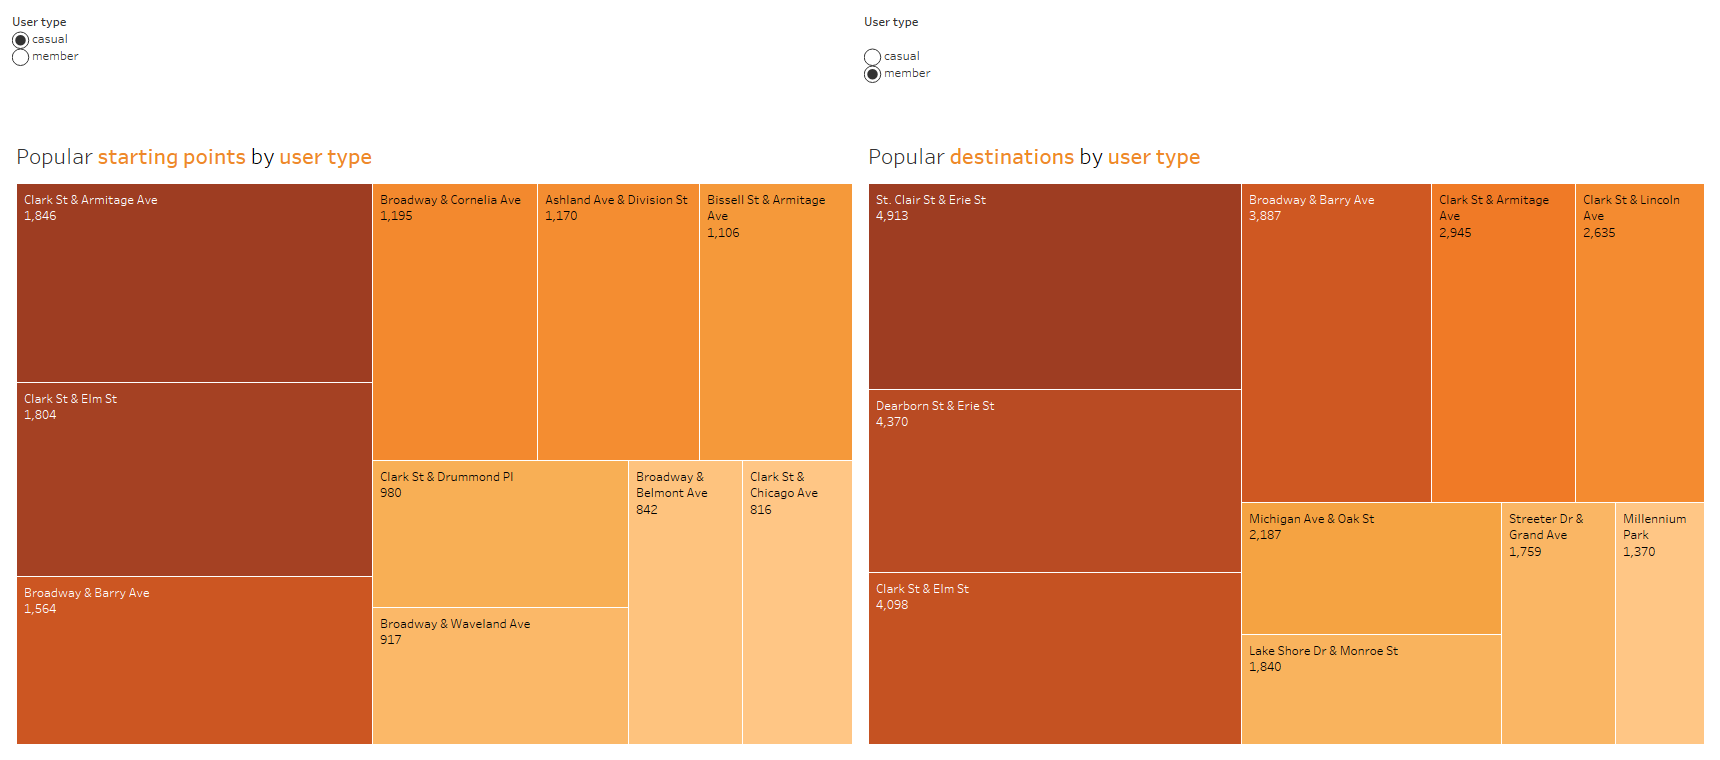 User type
casual
member
User type
casual
member
Popular starting points by user type
Clark St & Armitage Ave
1,846
Clark St & Elm St
1,804
Broadway & Barry Ave
1,564
Broadway & Cornelia Ave
1,195
Ashland Ave & Division St
1,170
Bissell St & Armitage
Ave
1,106
Clark St & Drummond Pl
980
Broadway & Waveland Ave
917
Broadway &
Belmont Ave
842
Clark St &
Chicago Ave
816
Popular destinations by user type
St. Clair St & Erie St
4,913
Dearborn St & Erie St
4,370
Clark St & Elm St
4,098
Broadway & Barry Ave
3,887
Clark St & Armitage
Ave
2,945
Clark St & Lincoln
Ave
2,635
Michigan Ave & Oak St
2,187
Lake Shore Dr & Monroe St
1,840
Streeter Dr &
Grand Ave
1,759
Millennium
Park
1,370